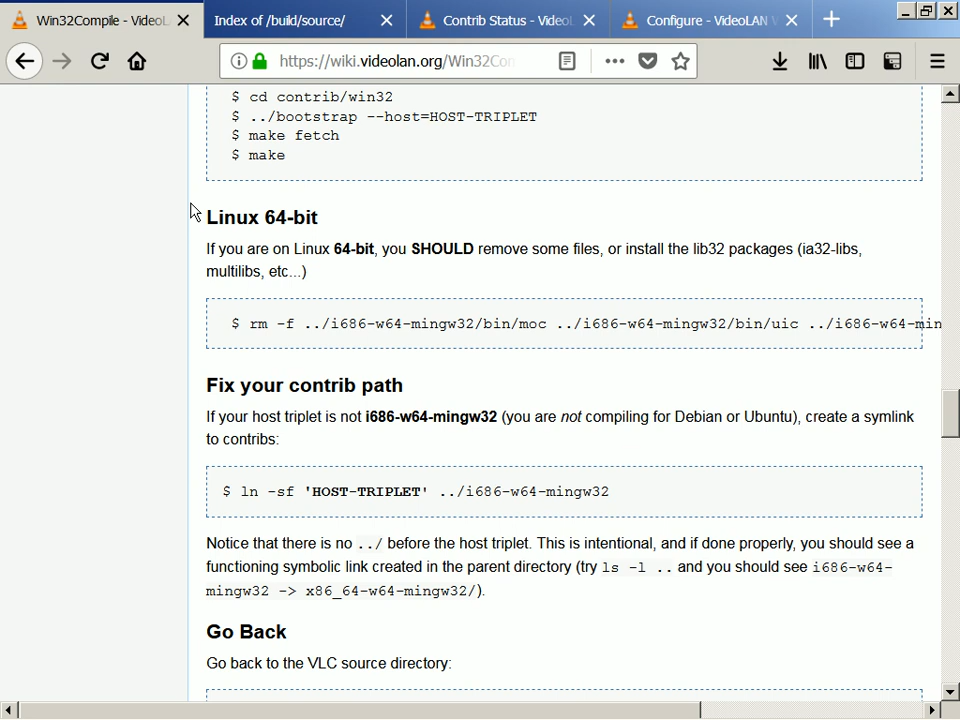 Win32Compile - VideoL
Index of /build/source/
Contrib Status - VideoL
Configure - VideoLAN V
https://wiki.videolan.org/Win32Con
$ cd contrib/win32
$ ../bootstrap --host=HOST-TRIPLET
$ make fetch
$ make
Linux 64-bit
If you are on Linux 64-bit, you SHOULD remove some files, or install the lib32 packages (ia32-libs,
multilibs, etc...)
$ rm -f ../i686-w64-mingw32/bin/moc ../i686-w64-mingw32/bin/uic ../i686-w64-min
Fix your contrib path
If your host triplet is not i686-w64-mingw32 (you are not compiling for Debian or Ubuntu), create a symlink
to contribs:
$ ln -sf 'HOST-TRIPLET' ../i686-w64-mingw32
Notice that there is no ../ before the host triplet. This is intentional, and if done properly, you should see a
functioning symbolic link created in the parent directory (try ls -l .. and you should see i686-w64-
mingw32 -> x86_64-w64-mingw32/).
Go Back
Go back to the VLC source directory: